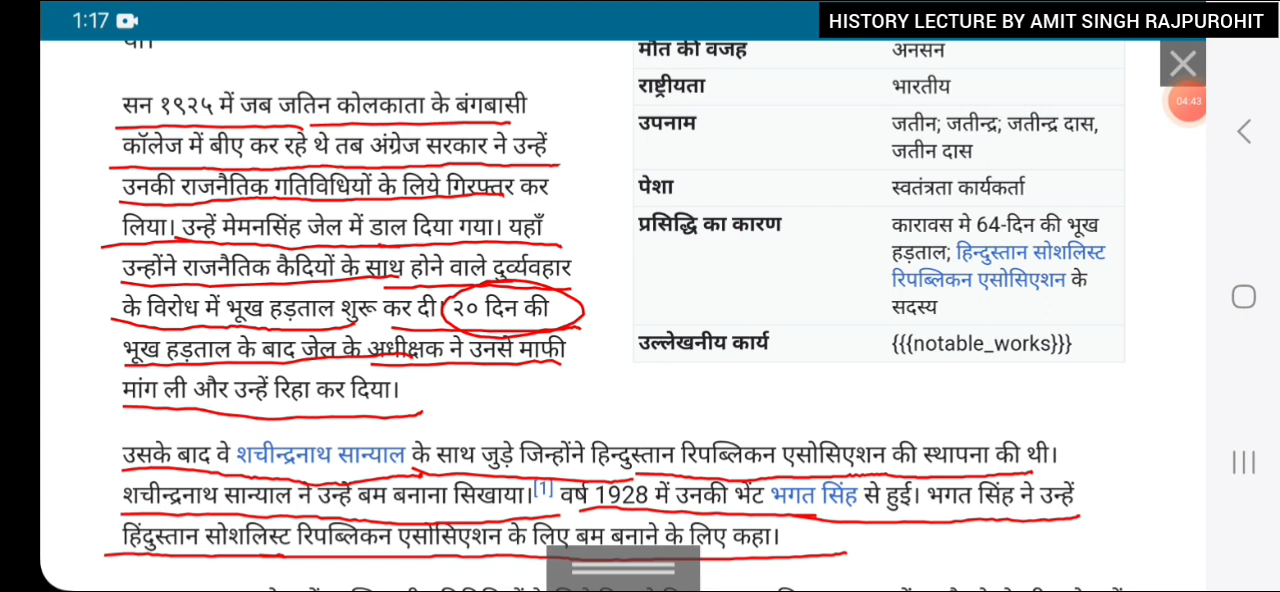 1:17
HISTORY LECTURE BY AMIT SINGH RAJPUROHIT
सन १९२५ में जब जतिन कोलकाता के बंगबासी
कॉलेज में बीए कर रहे थे तब अंग्रेज सरकार ने उन्हें
उनकी राजनैतिक गतिविधियों के लिये गिरफ्तर कर
लिया। उन्हें मेमनसिंह जेल में डाल दिया गया। यहाँ
उन्होंने राजनैतिक कैदियों के साथ होने वाले दुर्व्यवहार
के विरोध में भूख हड़ताल शुरू कर दी। २० दिन की
भूख हड़ताल के बाद जेल के अधीक्षक ने उनसे माफी
मांग ली और उन्हें रिहा कर दिया।
मौत की वजह अनसन
राष्ट्रीयता भारतीय
उपनाम जतीन; जतीन्द्र; जतीन्द्र दास,
जतीन दास
पेशा स्वतंत्रता कार्यकर्ता
प्रसिद्धि का कारण कारावस मे 64-दिन की भूख
हड़ताल; हिन्दुस्तान सोशलिस्ट
रिपब्लिकन एसोसिएशन के
सदस्य
उल्लेखनीय कार्य {{{notable_works}}}
04:43
उसके बाद वे शचीन्द्रनाथ सान्याल के साथ जुड़े जिन्होंने हिन्दुस्तान रिपब्लिकन एसोसिएशन की स्थापना की थी।
शचीन्द्रनाथ सान्याल ने उन्हें बम बनाना सिखाया।[1] वर्ष 1928 में उनकी भेंट भगत सिंह से हुई। भगत सिंह ने उन्हें
हिंदुस्तान सोशलिस्ट रिपब्लिकन एसोसिएशन के लिए बम बनाने के लिए कहा।